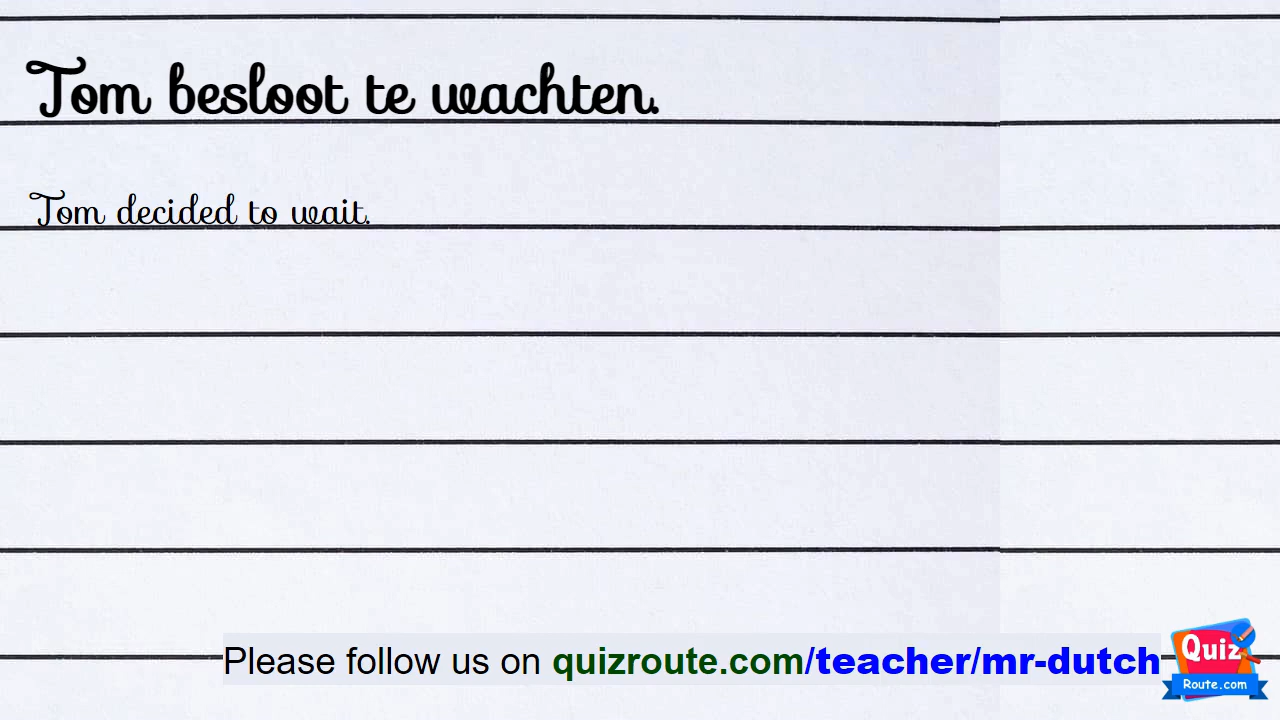 Tom besloot te wachten.
Tom decided to wait.
Please follow us on quizroute.com/teacher/mr-dutch
Quiz
Route.com